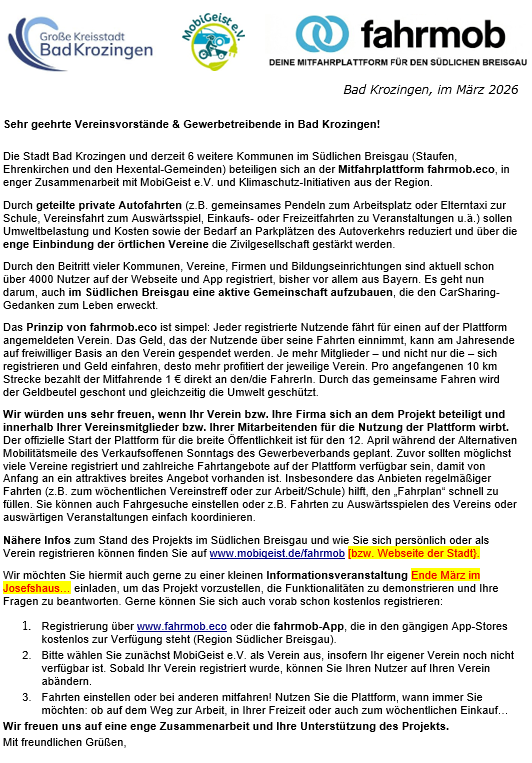 Große Kreisstadt
Bad Krozingen
MobiGeist e.V.
fahrmob
DEINE MITFAHRPLATTFORM FÜR DEN SÜDLICHEN BREISGAU
Bad Krozingen, im März 2026
Sehr geehrte Vereinsvorstände & Gewerbetreibende in Bad Krozingen!
Die Stadt Bad Krozingen und derzeit 6 weitere Kommunen im Südlichen Breisgau (Staufen,
Ehrenkirchen und den Hexental-Gemeinden) beteiligen sich an der Mitfahrplattform fahrmob.eco, in
enger Zusammenarbeit mit MobiGeist e.V. und Klimaschutz-Initiativen aus der Region.
Durch geteilte private Autofahrten (z.B. gemeinsames Pendeln zum Arbeitsplatz oder Elterntaxi zur
Schule, Vereinsfahrt zum Auswärtsspiel, Einkaufs- oder Freizeitfahrten zu Veranstaltungen u.ä.) sollen
Umweltbelastung und Kosten sowie der Bedarf an Parkplätzen des Autoverkehrs reduziert und über die
enge Einbindung der örtlichen Vereine die Zivilgesellschaft gestärkt werden.
Durch den Beitritt vieler Kommunen, Vereine, Firmen und Bildungseinrichtungen sind aktuell schon
über 4000 Nutzer auf der Webseite und App registriert, bisher vor allem aus Bayern. Es geht nun
darum, auch im Südlichen Breisgau eine aktive Gemeinschaft aufzubauen, die den CarSharing-
Gedanken zum Leben erweckt.
Das Prinzip von fahrmob.eco ist simpel: Jeder registrierte Nutzende fährt für einen auf der Plattform
angemeldeten Verein. Das Geld, das der Nutzende über seine Fahrten einnimmt, kann am Jahresende
auf freiwilliger Basis an den Verein gespendet werden. Je mehr Mitglieder – und nicht nur die – sich
registrieren und Geld einfahren, desto mehr profitiert der jeweilige Verein. Pro angefangenen 10 km
Strecke bezahlt der Mitfahrende 1 € direkt an den/die FahrerIn. Durch das gemeinsame Fahren wird
der Geldbeutel geschont und gleichzeitig die Umwelt geschützt.
Wir würden uns sehr freuen, wenn Ihr Verein bzw. Ihre Firma sich an dem Projekt beteiligt und
innerhalb Ihrer Vereinsmitglieder bzw. Ihrer Mitarbeitenden für die Nutzung der Plattform wirbt.
Der offizielle Start der Plattform für die breite Öffentlichkeit ist für den 12. April während der Alternativen
Mobilitätsmeile des Verkaufsoffenen Sonntags des Gewerbeverbands geplant. Zuvor sollten möglichst
viele Vereine registriert und zahlreiche Fahrtangebote auf der Plattform verfügbar sein, damit von
Anfang an ein attraktives breites Angebot vorhanden ist. Insbesondere das Anbieten regelmäßiger
Fahrten (z.B. zum wöchentlichen Vereinstreff oder zur Arbeit/Schule) hilft, den „Fahrplan“ schnell zu
füllen. Sie können auch Fahrgesuche einstellen oder z.B. Fahrten zu Auswärtsspielen des Vereins oder
auswärtigen Veranstaltungen einfach koordinieren.
Nähere Infos zum Stand des Projekts im Südlichen Breisgau und wie Sie sich persönlich oder als
Verein registrieren können finden Sie auf www.mobigeist.de/fahrmob {bzw. Webseite der Stadt}.
Wir möchten Sie hiermit auch gerne zu einer kleinen Informationsveranstaltung Ende März im
Josefshaus… einladen, um das Projekt vorzustellen, die Funktionalitäten zu demonstrieren und Ihre
Fragen zu beantworten. Gerne können Sie sich auch vorab schon kostenlos registrieren:
1. Registrierung über www.fahrmob.eco oder die fahrmob-App, die in den gängigen App-Stores
kostenlos zur Verfügung steht (Region Südlicher Breisgau).
2. Bitte wählen Sie zunächst MobiGeist e.V. als Verein aus, insofern Ihr eigener Verein noch nicht
verfügbar ist. Sobald Ihr Verein registriert wurde, können Sie Ihren Nutzer auf Ihren Verein
abändern.
3. Fahrten einstellen oder bei anderen mitfahren! Nutzen Sie die Plattform, wann immer Sie
möchten: ob auf dem Weg zur Arbeit, in Ihrer Freizeit oder auch zum wöchentlichen Einkauf…
Wir freuen uns auf eine enge Zusammenarbeit und Ihre Unterstützung des Projekts.
Mit freundlichen Grüßen,